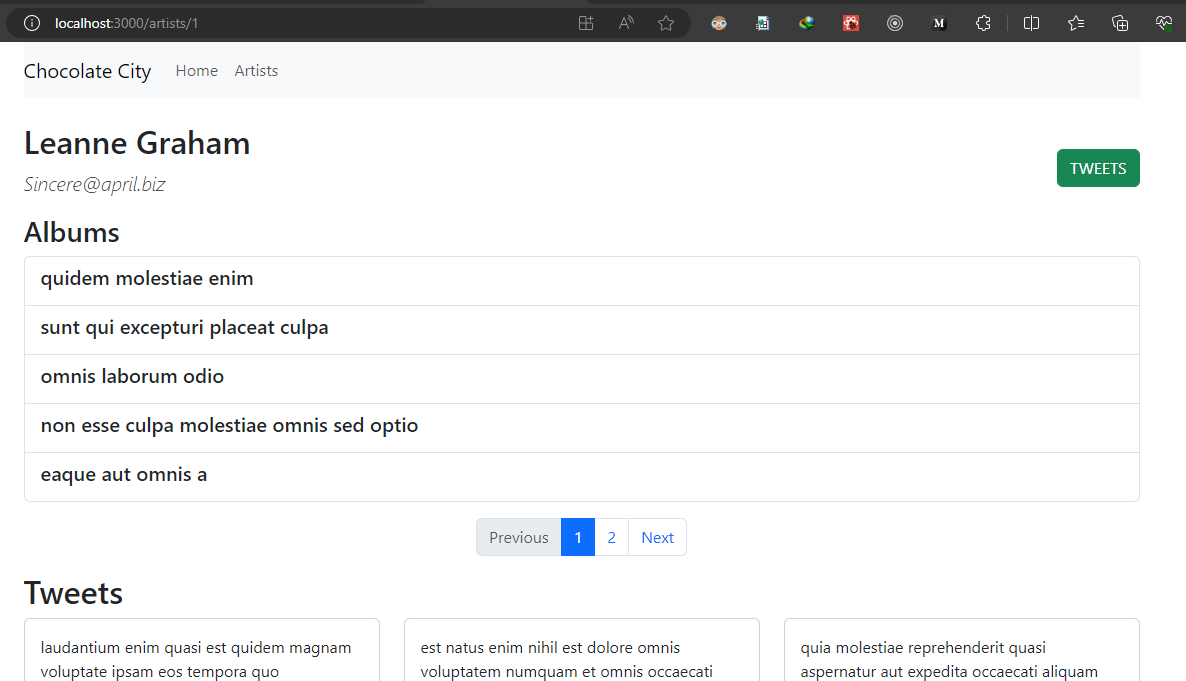 localhost:3000/artists/1
Chocolate City Home Artists
Leanne Graham
TWEETS
Sincere@april.biz
Albums
quidem molestiae enim
sunt qui excepturi placeat culpa
omnis laborum odio
non esse culpa molestiae omnis sed optio
eaque aut omnis a
Previous 1 2 Next
Tweets
laudantium enim quasi est quidem magnam
voluptate ipsam eos tempora quo
est natus enim nihil est dolore omnis
voluptatem numquam et omnis occaecati
quia molestiae reprehenderit quasi
aspernatur aut expedita occaecati aliquam